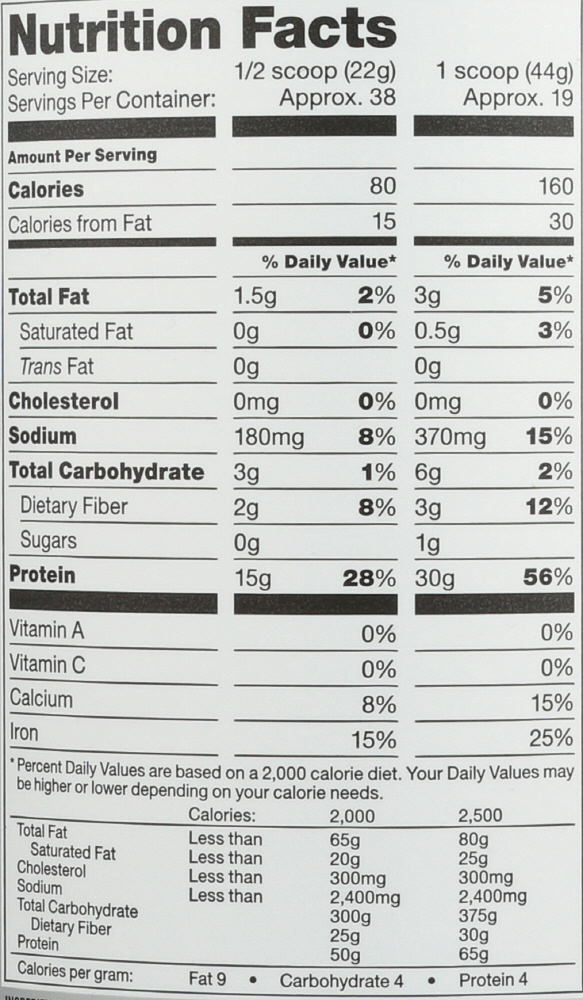 Nutrition Facts
Serving Size: 1/2 scoop (22g) 1 scoop (44g)
Servings Per Container: Approx. 38 Approx. 19
Amount Per Serving
Calories 80 160
Calories from Fat 15 30
% Daily Value* % Daily Value*
Total Fat 1.5g 2% 3g 5%
Saturated Fat 0g 0% 0.5g 3%
Trans Fat 0g 0g
Cholesterol 0mg 0% 0mg 0%
Sodium 180mg 8% 370mg 15%
Total Carbohydrate 3g 1% 6g 2%
Dietary Fiber 2g 8% 3g 12%
Sugars 0g 1g
Protein 15g 28% 30g 56%
Vitamin A 0% 0%
Vitamin C 0% 0%
Calcium 8% 15%
Iron 15% 25%
*Percent Daily Values are based on a 2,000 calorie diet. Your Daily Values may
be higher or lower depending on your calorie needs.
Calories: 2,000 2,500
Total Fat Less than 65g 80g
Saturated Fat Less than 20g 25g
Cholesterol Less than 300mg 300mg
Sodium Less than 2,400mg 2,400mg
Total Carbohydrate 300g 375g
Dietary Fiber 25g 30g
Protein 50g 65g
Calories per gram: Fat 9 • Carbohydrate 4 • Protein 4